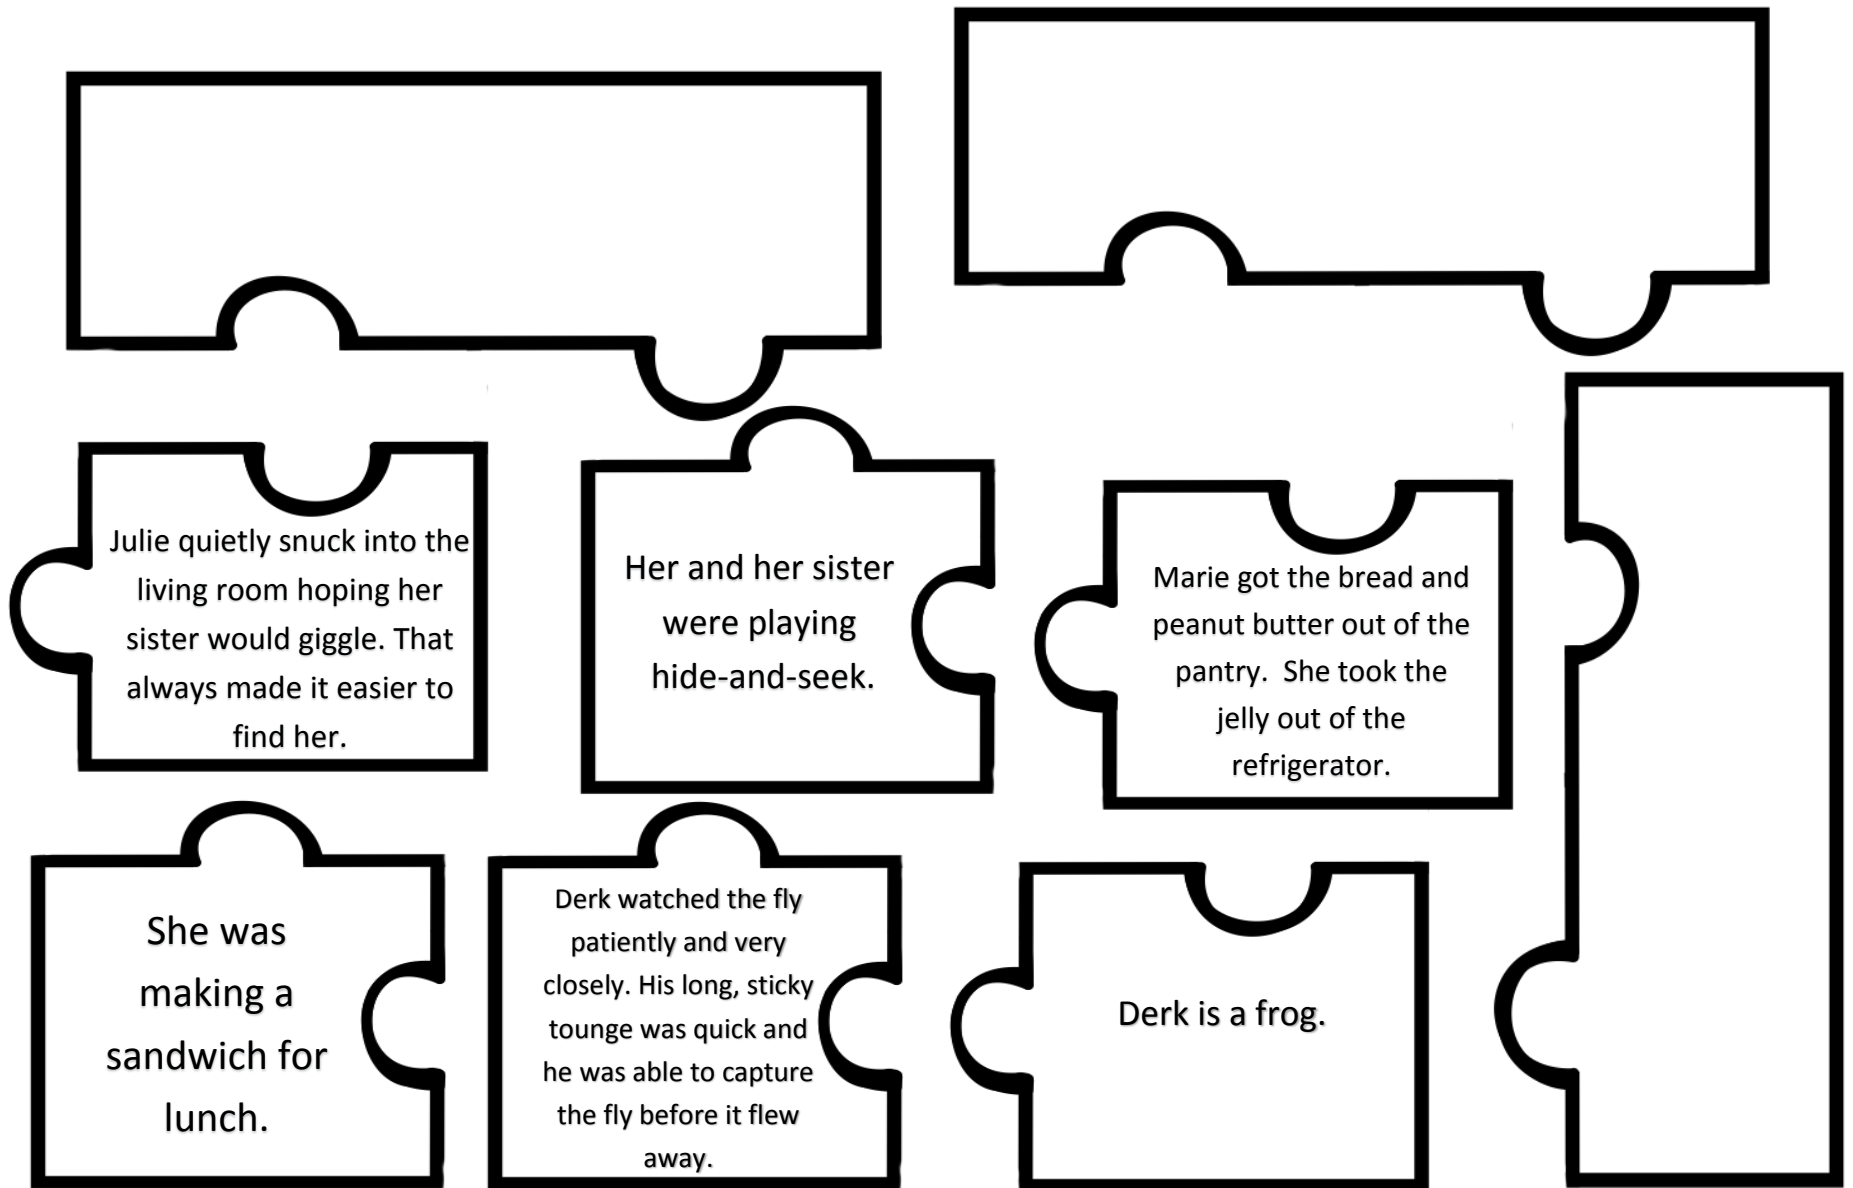 Julie quietly snuck into the
living room hoping her
sister would giggle. That
always made it easier to
find her.
Her and her sister
were playing
hide-and-seek.
Marie got the bread and
peanut butter out of the
pantry.  She took the
jelly out of the
refrigerator.
She was
making a
sandwich for
lunch.
Derk watched the fly
patiently and very
closely. His long, sticky
tounge was quick and
he was able to capture
the fly before it flew
away.
Derk is a frog.